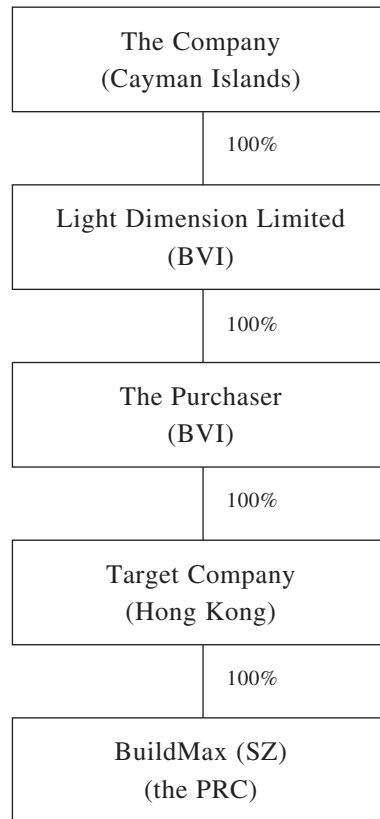 The Company
(Cayman Islands)
100%
Light Dimension Limited
(BVI)
100%
The Purchaser
(BVI)
100%
Target Company
(Hong Kong)
100%
BuildMax (SZ)
(the PRC)